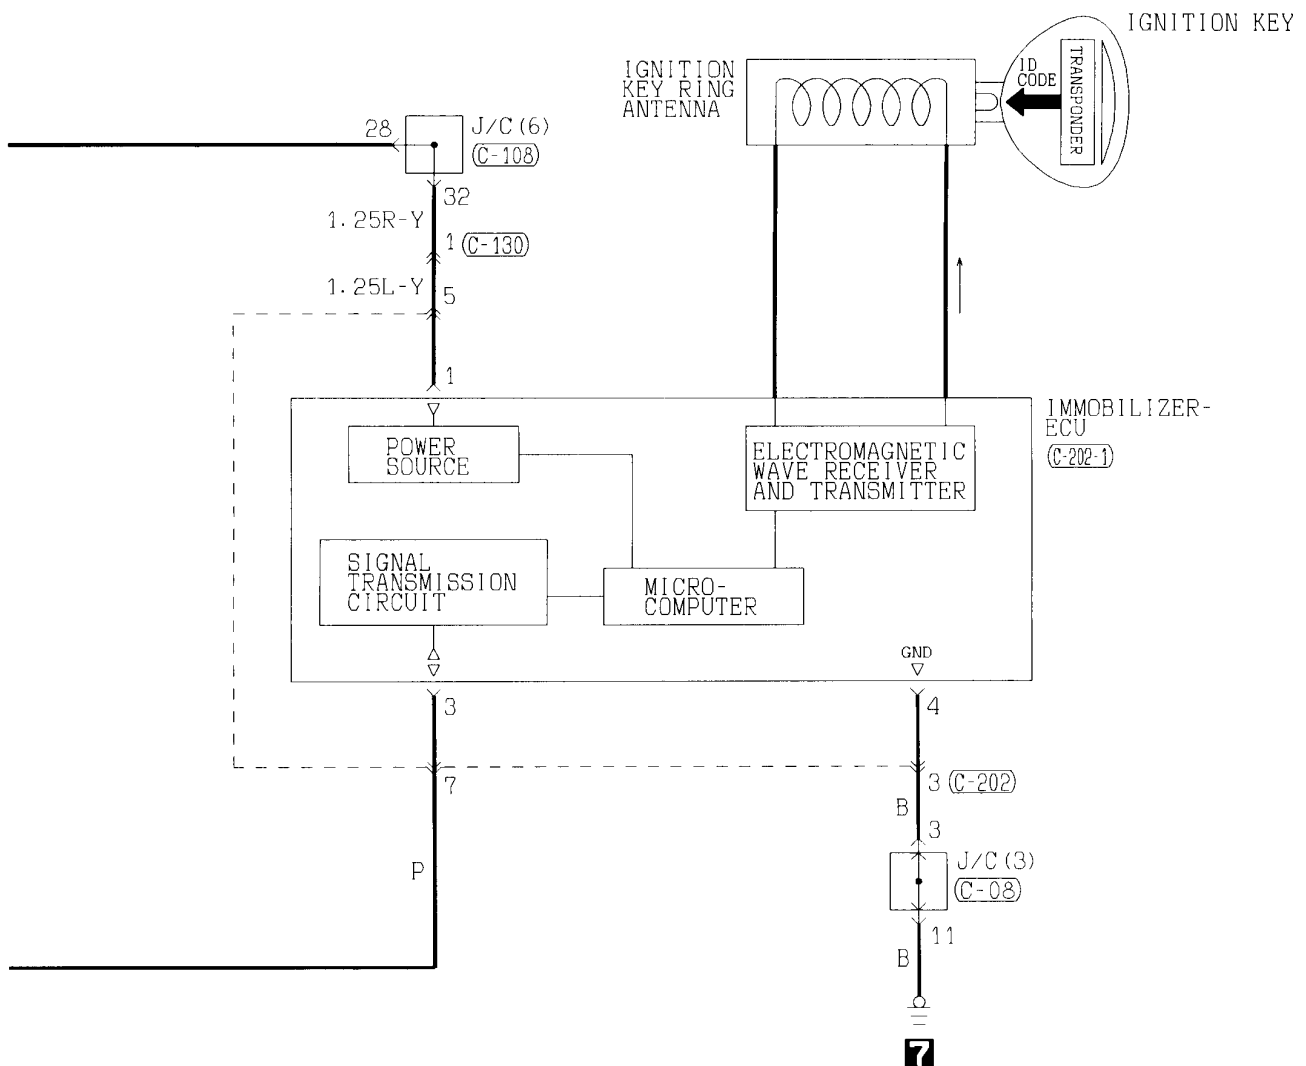 IGNITION KEY
IGNITION
KEY RING
ANTENNA
ID
CODE
TRANSPONDER
28
J/C(6)
C-108
32
1.25R-Y
1
C-130
1.25L-Y
5
1
IMMOBILIZER-
ECU
C-202-1
POWER
SOURCE
ELECTROMAGNETIC
WAVE RECEIVER
AND TRANSMITTER
SIGNAL
TRANSMISSION
CIRCUIT
MICRO-
COMPUTER
GND
3
4
7
3
C-202
B
3
J/C(3)
C-08
P
11
B
7